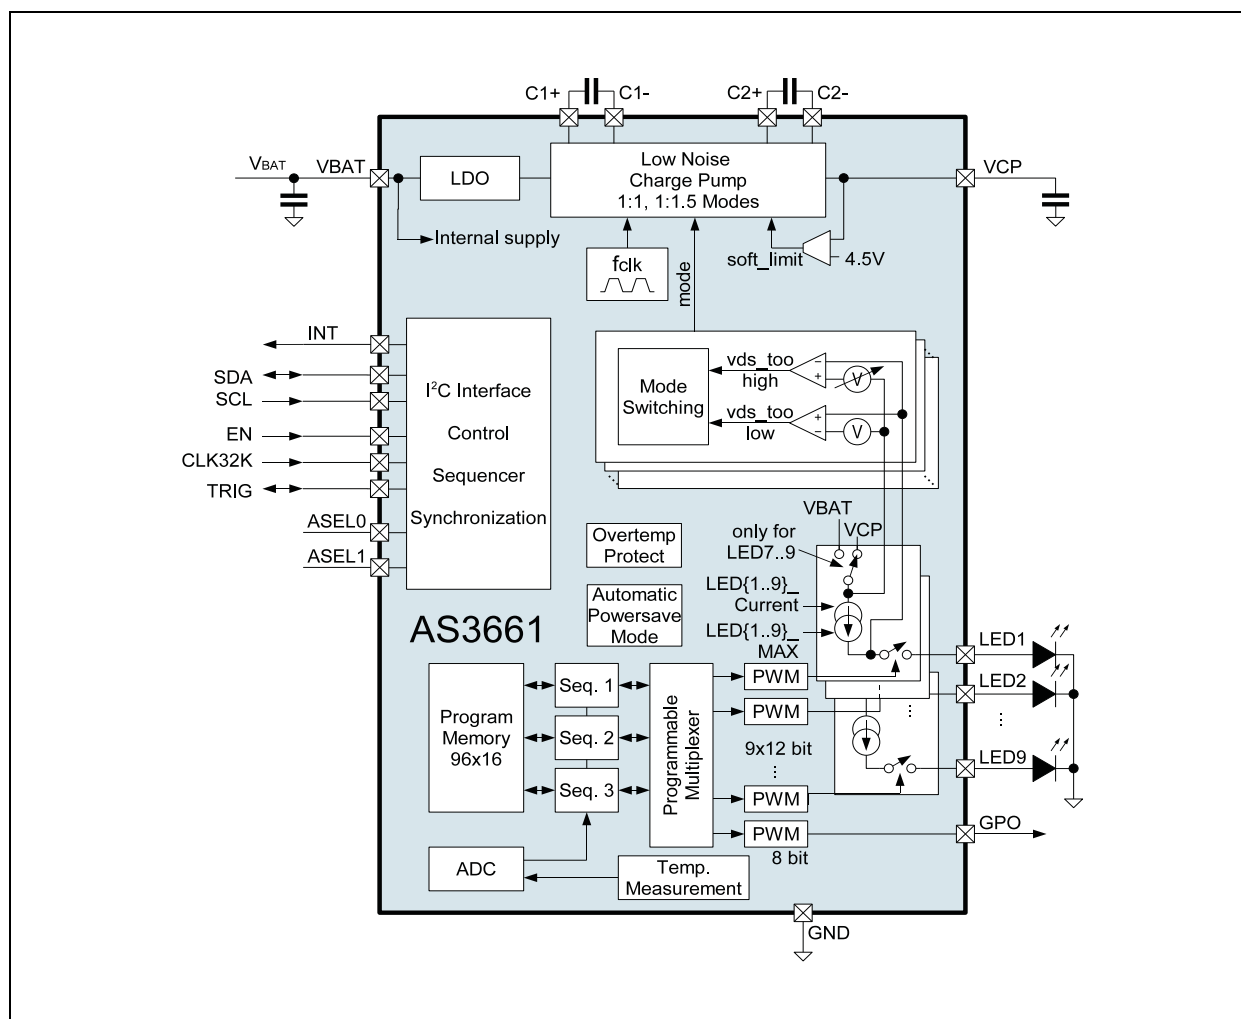 C1+ C1- C2+ C2-
VBAT VBAT LDO Low Noise VCP
Charge Pump
1:1, 1:1.5 Modes
Internal supply
fclk
mode
soft_limit 4.5V
INT
SDA
SCL
EN
CLK32K
TRIG
ASEL0
ASEL1
I²C Interface
Control
Sequencer
Synchronization
Mode
Switching
vds_too
high
- +
V
vds_too
low
+ -
V
Overtemp
Protect
Automatic
Powersave
Mode
VBAT
VCP
only for
LED7..9
LED{1..9}_
Current
LED{1..9}_
MAX
AS3661
Program
Memory
96x16
Seq. 1
Seq. 2
Seq. 3
Programmable
Multiplexer
PWM
PWM
9x12 bit
...
PWM
PWM
8 bit
LED1
LED2
...
LED9
GPO
ADC
Temp.
Measurement
GND